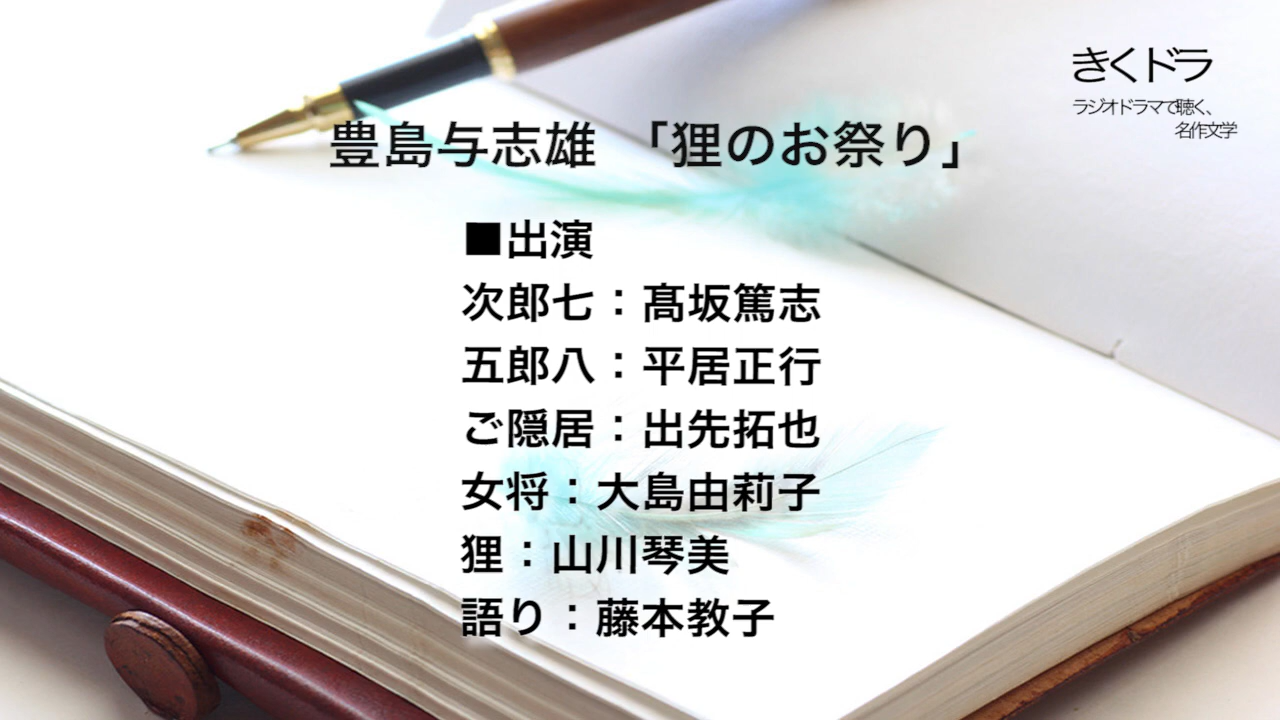 きくドラ
ラジオドラマで聴く、
名作文学
豊島与志雄 「狸のお祭り」
■出演
次郎七：髙坂篤志
五郎八：平居正行
ご隠居：出先拓也
女将：大島由莉子
狸：山川琴美
語り：藤本教子